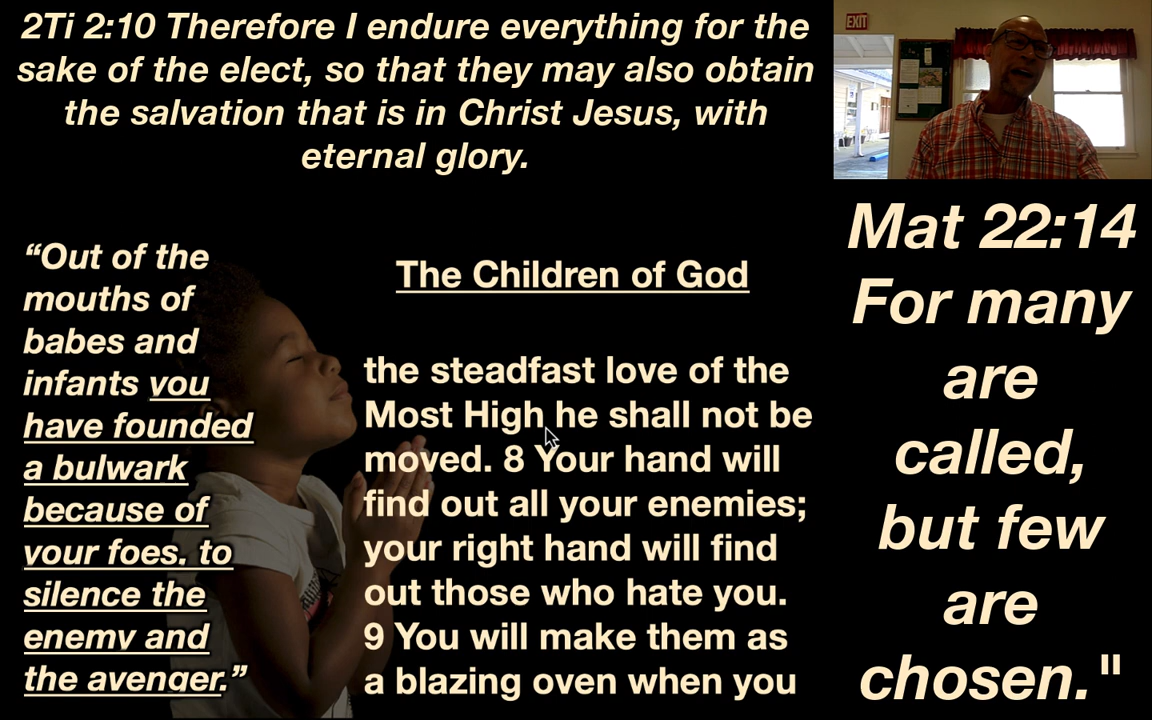 2Ti 2:10 Therefore I endure everything for the
sake of the elect, so that they may also obtain
the salvation that is in Christ Jesus, with
eternal glory.
EXIT
“Out of the
mouths of
babes and
infants you
have founded
a bulwark
because of
your foes, to
silence the
enemy and
the avenger.”
The Children of God
the steadfast love of the
Most High he shall not be
moved. 8 Your hand will
find out all your enemies;
your right hand will find
out those who hate you.
9 You will make them as
a blazing oven when you
Mat 22:14
For many
are
called,
but few
are
chosen."